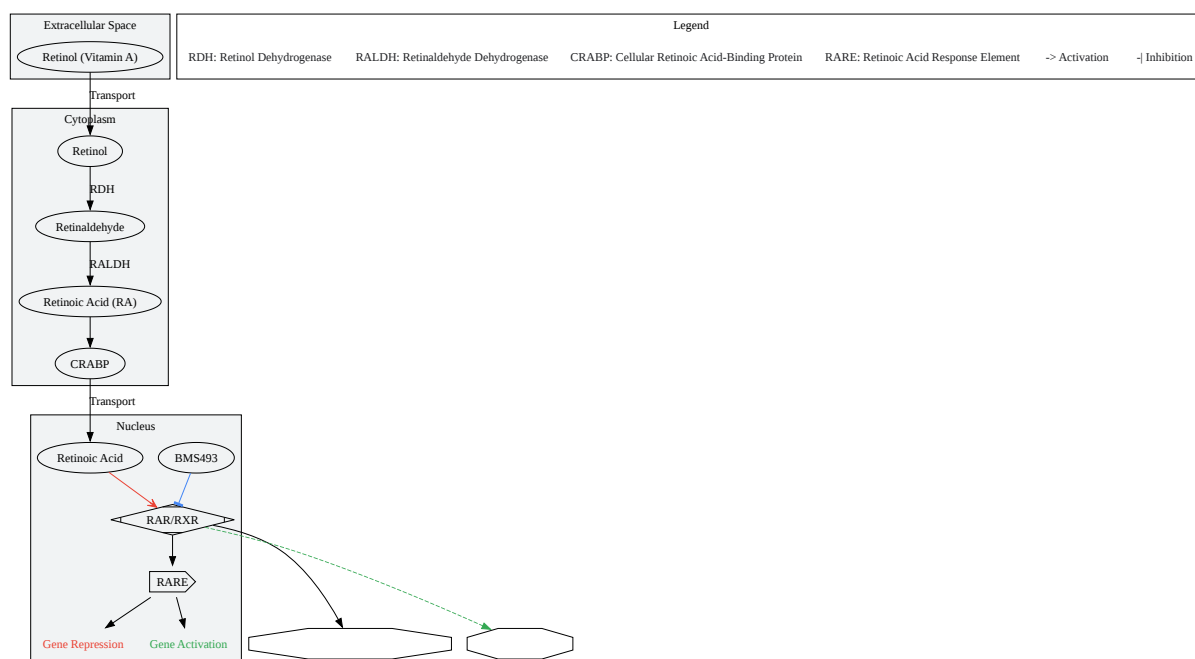 Extracellular Space
Retinol (Vitamin A)
Legend
RDH: Retinol Dehydrogenase
RALDH: Retinaldehyde Dehydrogenase
CRABP: Cellular Retinoic Acid-Binding Protein
RARE: Retinoic Acid Response Element
-> Activation
-| Inhibition
Transport
Cytoplasm
Retinol
RDH
Retinaldehyde
RALDH
Retinoic Acid (RA)
CRABP
Transport
Nucleus
Retinoic Acid
BMS493
RAR/RXR
RARE
Gene Repression
Gene Activation